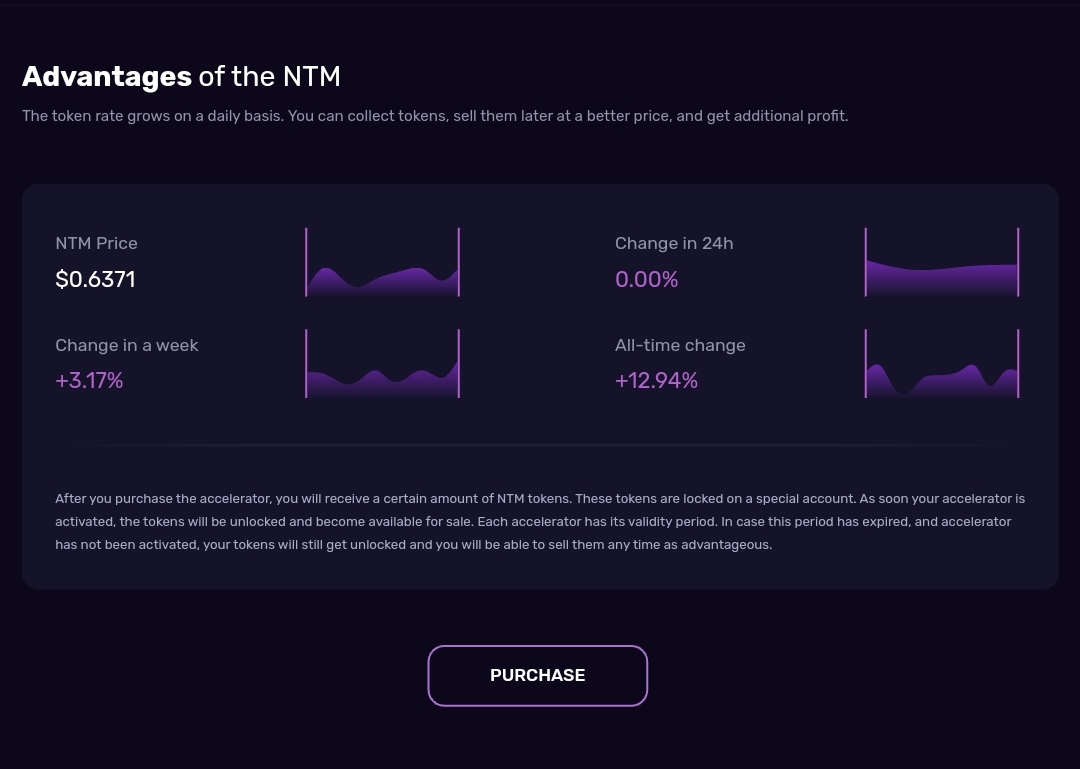 Advantages of the NTM
The token rate grows on a daily basis. You can collect tokens, sell them later at a better price, and get additional profit.
NTM Price
$0.6371
Change in 24h
0.00%
Change in a week
+3.17%
All-time change
+12.94%
After you purchase the accelerator, you will receive a certain amount of NTM tokens. These tokens are locked on a special account. As soon your accelerator is
activated, the tokens will be unlocked and become available for sale. Each accelerator has its validity period. In case this period has expired, and accelerator
has not been activated, your tokens will still get unlocked and you will be able to sell them any time as advantageous.
PURCHASE